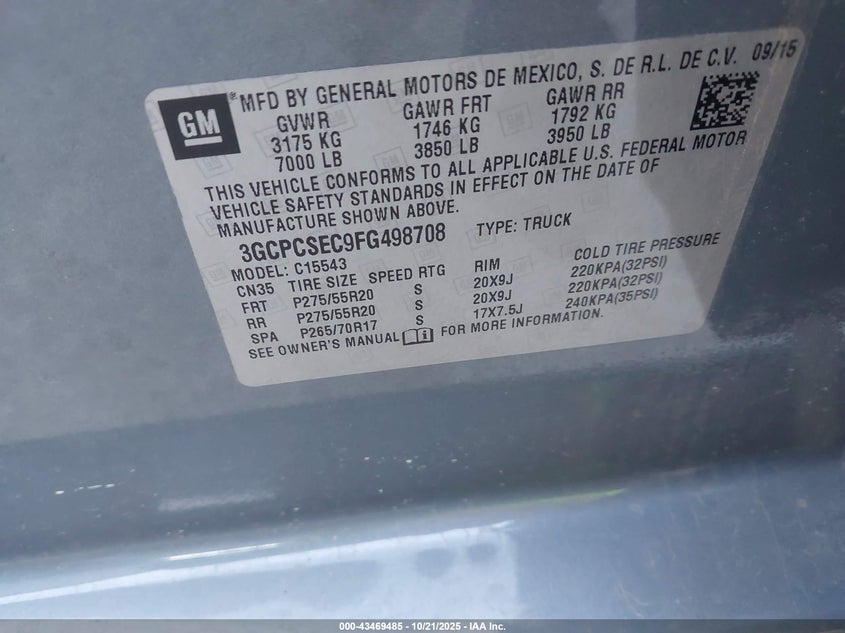 GM
®MFD BY GENERAL MOTORS DE MEXICO, S. DE R.L. DE C.V. 09/15
GVWR GAWR FRT GAWR RR
3175 KG 1746 KG 1792 KG
7000 LB 3850 LB 3950 LB
THIS VEHICLE CONFORMS TO ALL APPLICABLE U.S. FEDERAL MOTOR
VEHICLE SAFETY STANDARDS IN EFFECT ON THE DATE OF
MANUFACTURE SHOWN ABOVE.
3GCPCSEC9FG498708 TYPE: TRUCK
MODEL: C15543
CN35 TIRE SIZE SPEED RTG RIM COLD TIRE PRESSURE
FRT P275/55R20 S 20X9J 220KPA(32PSI)
RR P275/55R20 S 20X9J 220KPA(32PSI)
SPA P265/70R17 S 17X7.5J 240KPA(35PSI)
SEE OWNER'S MANUAL FOR MORE INFORMATION.
000-43469485 - 10/21/2025 - IAA Inc.